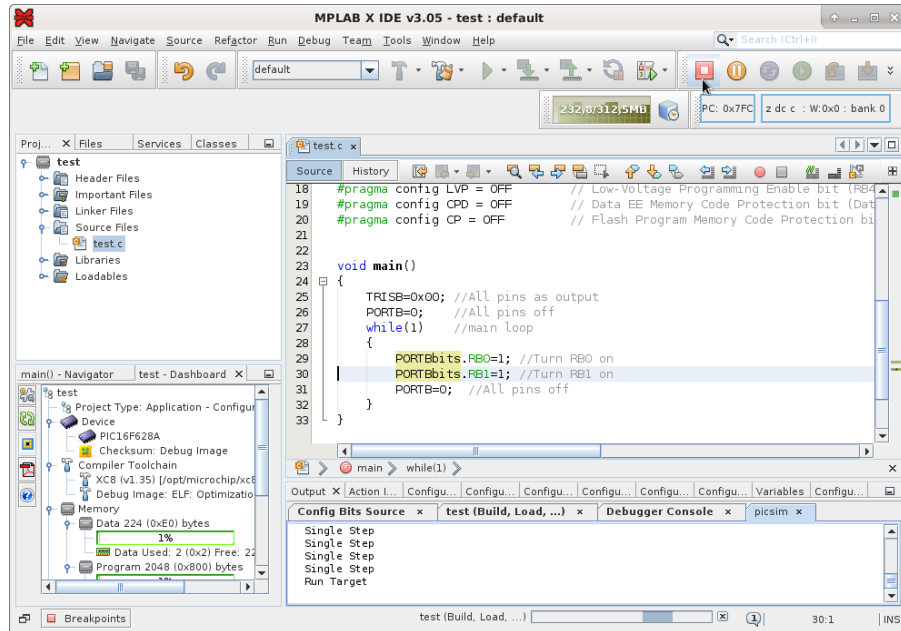 MPLAB X IDE v3.05 - test : default
File Edit View Navigate Source Refactor Run Debug Team Tools Window Help
Search (Ctrl+I)
default
232,8/312,5MB
PC: 0x7FC
z dc c : W:0x0 : bank 0
Proj... Files Services Classes
test
Header Files
Important Files
Linker Files
Source Files
test.c
Libraries
Loadables
main() - Navigator test - Dashboard
test
Project Type: Application - Configur
Device
PIC16F628A
Checksum: Debug Image
Compiler Toolchain
XC8 (v1.35) [/opt/microchip/xc8
Debug Image: ELF: Optimizatio
Memory
Data 224 (0xE0) bytes
1%
Data Used: 2 (0x2) Free: 22
Program 2048 (0x800) bytes
test.c
Source History
18 #pragma config LVP = OFF // Low-Voltage Programming Enable bit (RB4
19 #pragma config CPD = OFF // Data EE Memory Code Protection bit (Dat
20 #pragma config CP = OFF // Flash Program Memory Code Protection bi
21
22
23 void main()
24 {
25 TRISB=0x00; //All pins as output
26 PORTB=0; //All pins off
27 while(1) //main loop
28 {
29 PORTBbits.RB0=1; //Turn RB0 on
30 PORTBbits.RB1=1; //Turn RB1 on
31 PORTB=0; //All pins off
32 }
33 }
main while(1)
Output Action I... Configu... Configu... Configu... Configu... Configu... Configu... Variables Configu...
Config Bits Source test (Build, Load, ...) Debugger Console picsim
Single Step
Single Step
Single Step
Single Step
Run Target
Breakpoints
test (Build, Load, ...)
30:1
INS